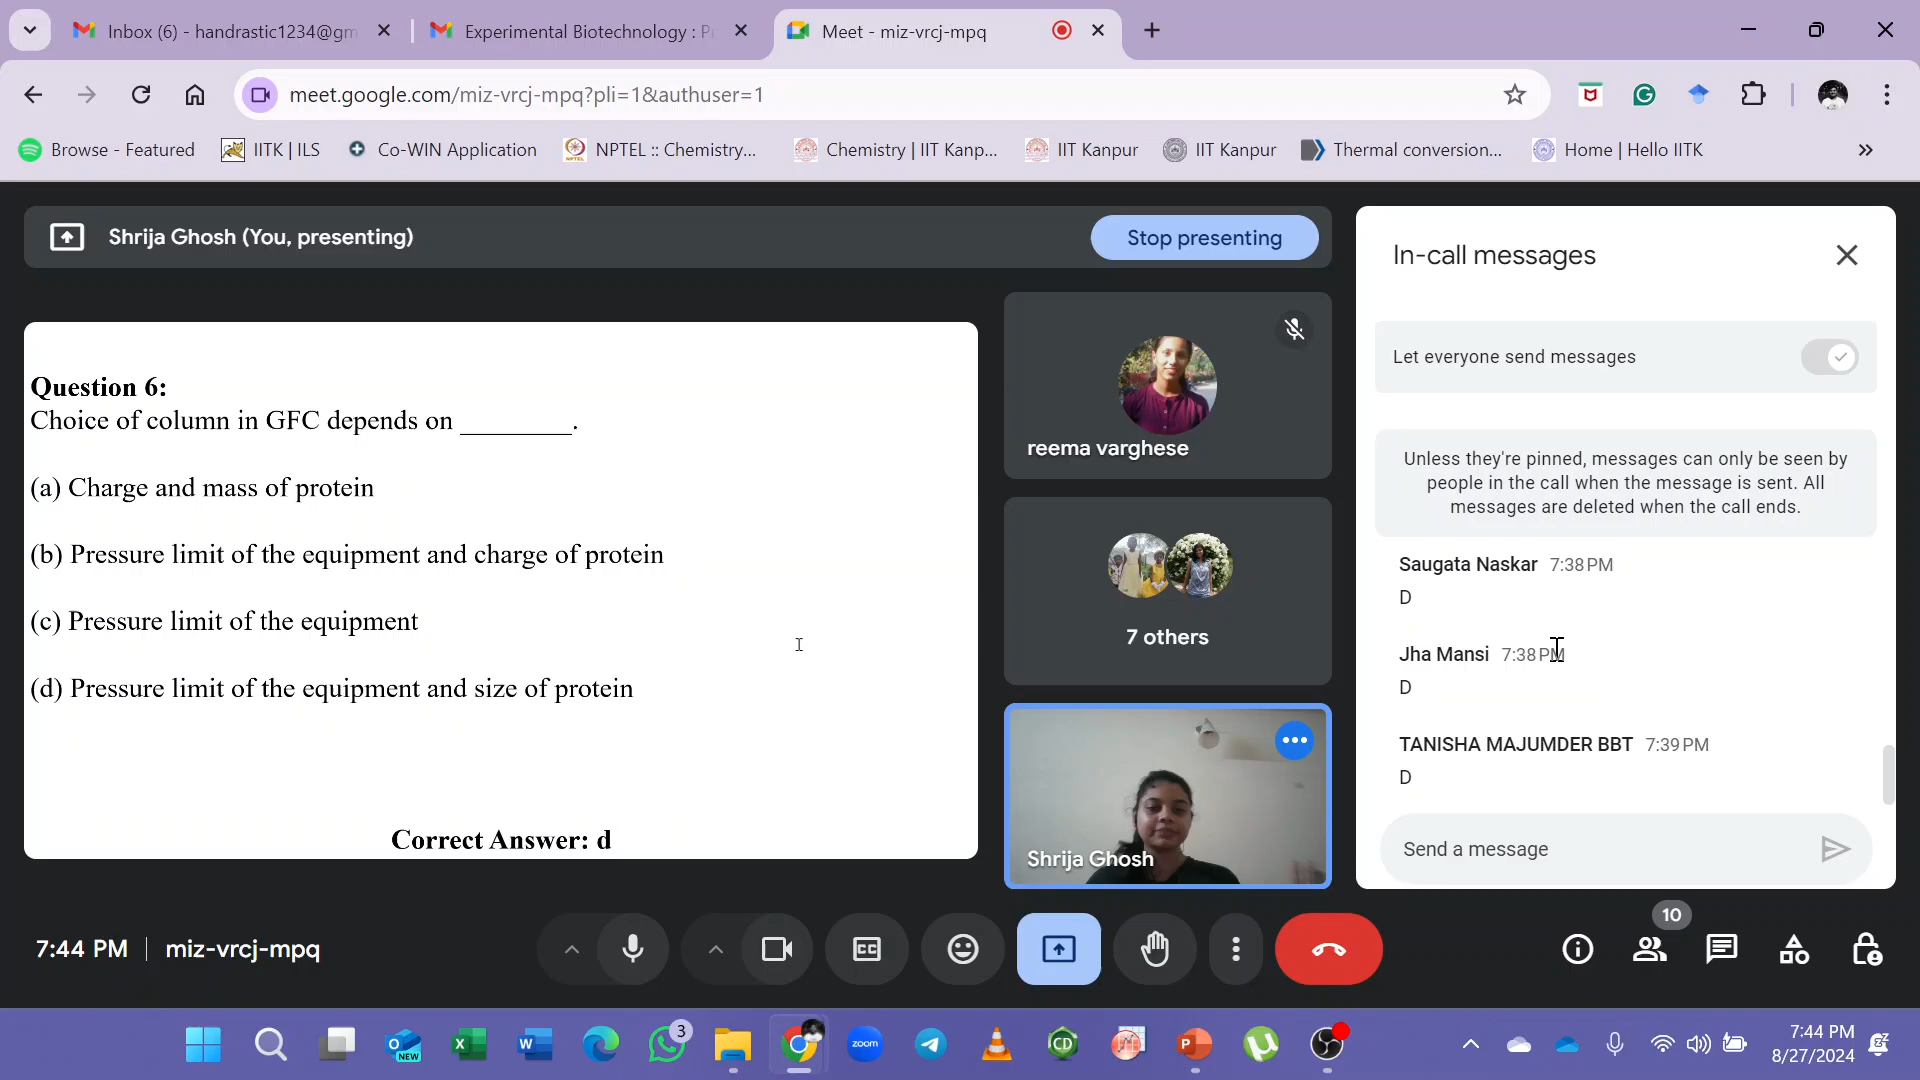 Inbox (6) - handrastic1234@gm
Experimental Biotechnology : P
Meet - miz-vrcj-mpq
meet.google.com/miz-vrcj-mpq?pli=1&authuser=1
Browse - Featured
IITK | ILS
Co-WIN Application
NPTEL :: Chemistry...
Chemistry | IIT Kanp...
IIT Kanpur
IIT Kanpur
Thermal conversion...
Home | Hello IITK
Shrija Ghosh (You, presenting)
Stop presenting
Question 6:
Choice of column in GFC depends on ________.
(a) Charge and mass of protein
(b) Pressure limit of the equipment and charge of protein
(c) Pressure limit of the equipment
(d) Pressure limit of the equipment and size of protein
Correct Answer: d
reema varghese
7 others
Shrija Ghosh
In-call messages
Let everyone send messages
Unless they're pinned, messages can only be seen by
people in the call when the message is sent. All
messages are deleted when the call ends.
Saugata Naskar 7:38 PM
D
Jha Mansi 7:38 PM
D
TANISHA MAJUMDER BBT 7:39 PM
D
Send a message
7:44 PM | miz-vrcj-mpq
10
NEW
3
zoom
7:44 PM
8/27/2024